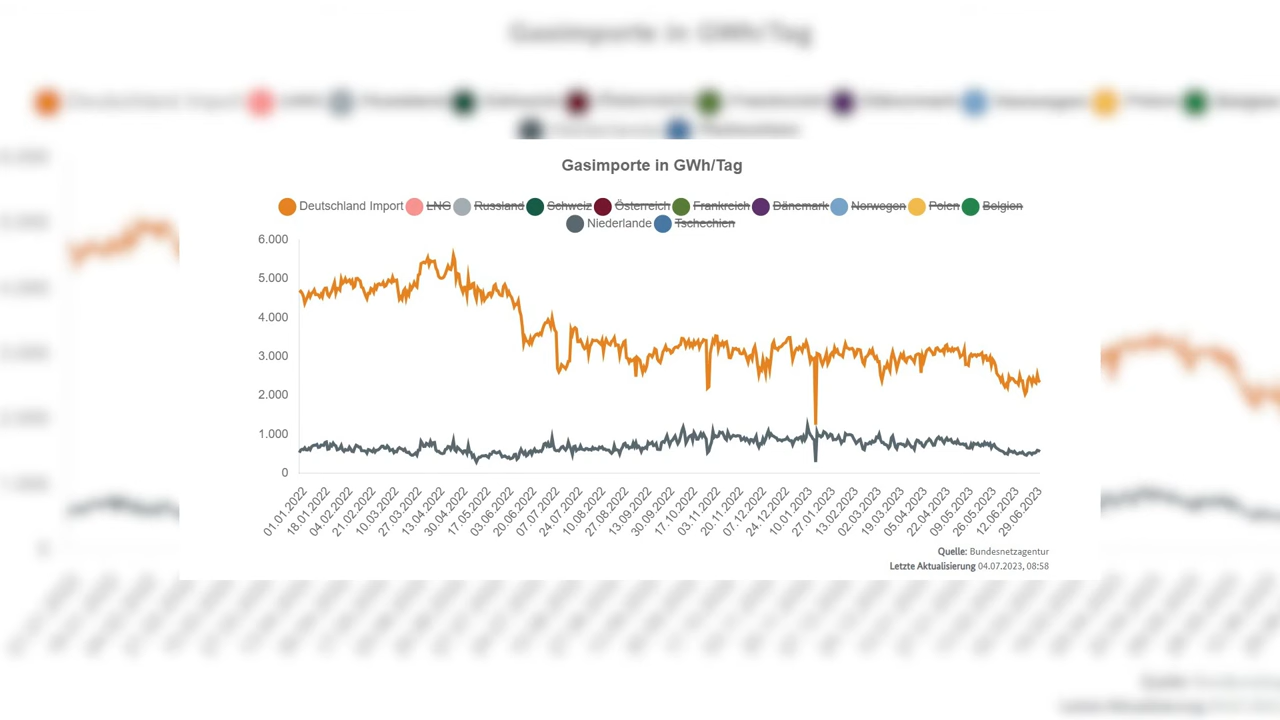 Gasimporte in GWh/Tag
Gasimporte in GWh/Tag
Deutschland Import LNG Russland Schweiz Österreich Frankreich Dänemark Norwegen Polen Belgion
Niederlande Tschechien
6.000
5.000
4.000
3.000
2.000
1.000
0
01.01.2022 18.01.2022 04.02.2022 21.02.2022 10.03.2022 27.03.2022 13.04.2022 30.04.2022 17.05.2022 03.06.2022 20.06.2022 07.07.2022 24.07.2022 10.08.2022 27.08.2022 13.09.2022 30.09.2022 17.10.2022 03.11.2022 20.11.2022 07.12.2022 24.12.2022 10.01.2023 27.01.2023 13.02.2023 02.03.2023 19.03.2023 05.04.2023 22.04.2023 09.05.2023 26.05.2023 12.06.2023 29.06.2023
Quelle: Bundesnetzagentur
Letzte Aktualisierung 04.07.2023, 08:58